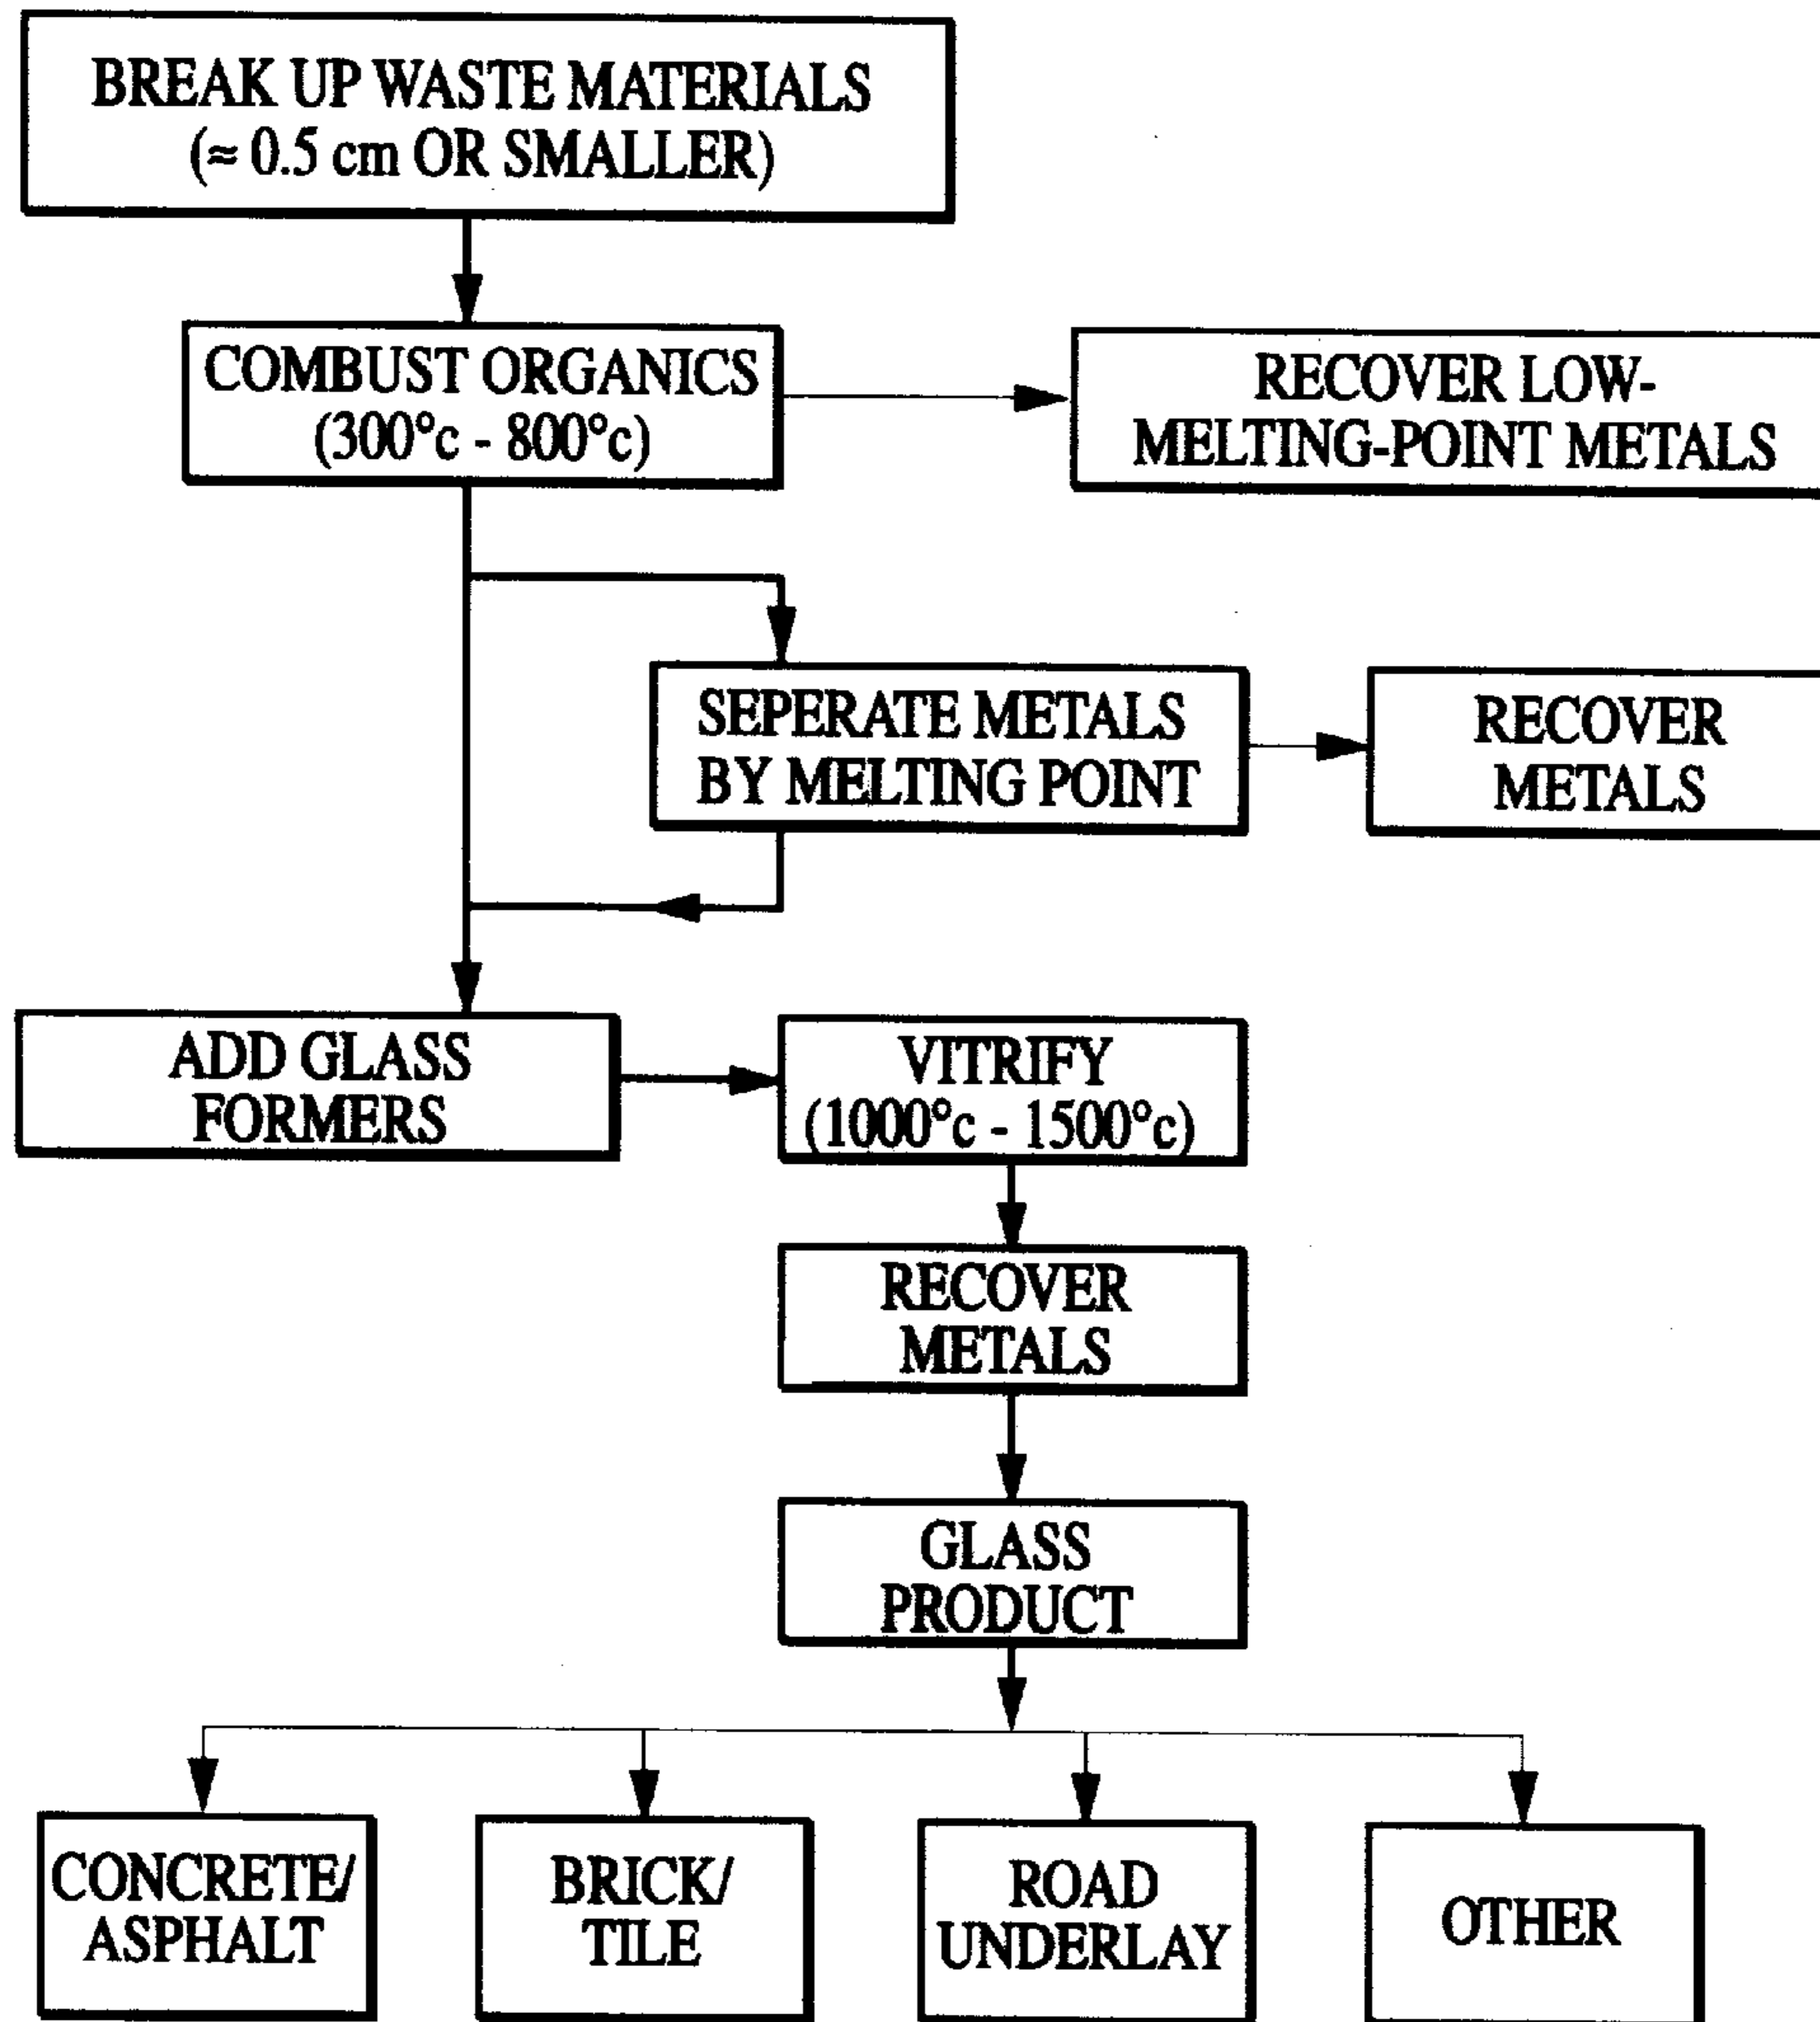 BREAK UP WASTE MATERIALS
(≈ 0.5 cm OR SMALLER)
COMBUST ORGANICS
(300°c - 800°c)
RECOVER LOW-
MELTING-POINT METALS
SEPERATE METALS
BY MELTING POINT
RECOVER
METALS
ADD GLASS
FORMERS
VITRIFY
(1000°c - 1500°c)
RECOVER
METALS
GLASS
PRODUCT
CONCRETE/
ASPHALT
BRICK/
TILE
ROAD
UNDERLAY
OTHER